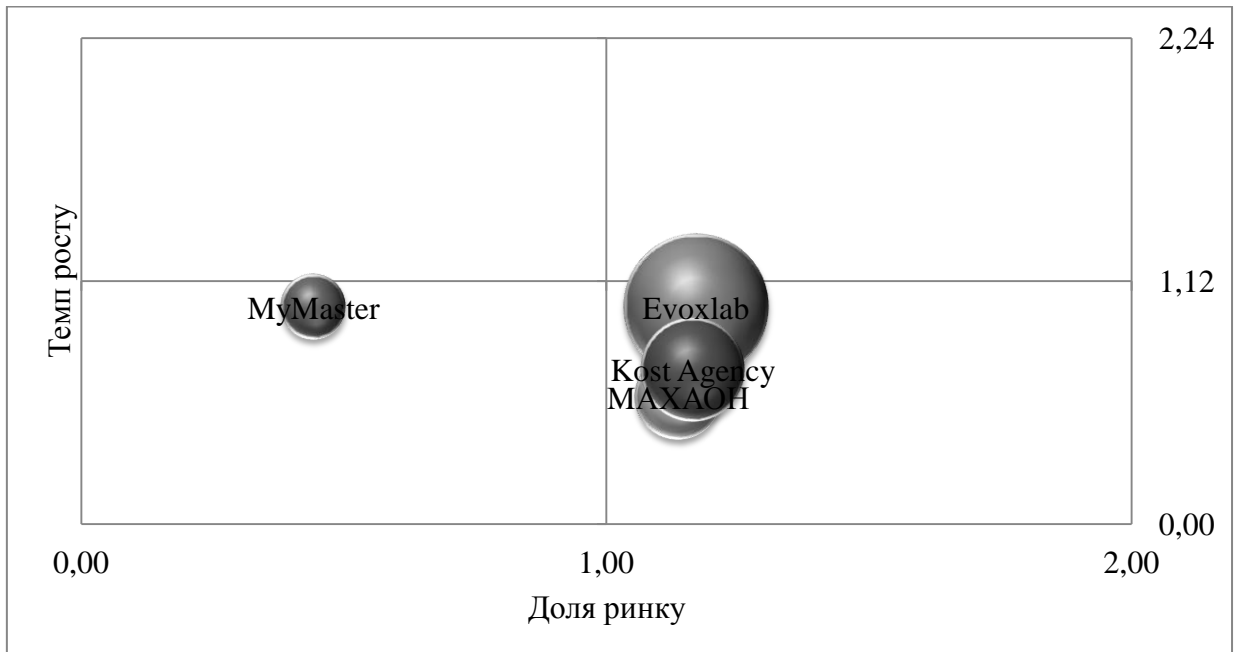 2,24
Темп росту
1,12
MyMaster
Evoxlab
Kost Agency
МАХАОН
0,00
0,00
1,00
2,00
Доля ринку